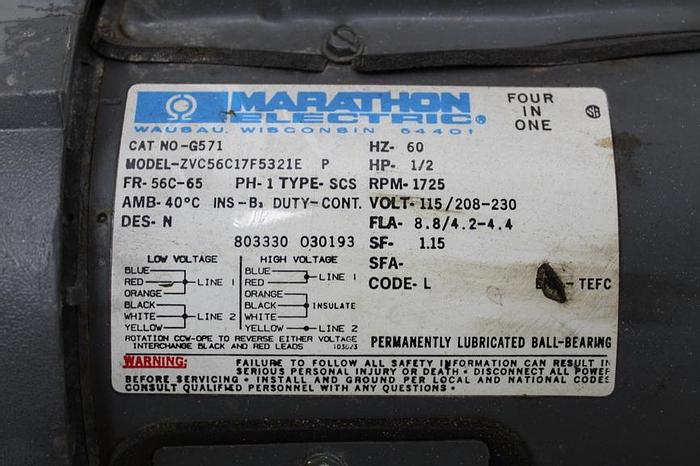 MARATHON
ELECTRIC®
WAUSAU, WISCONSIN 54401
FOUR
IN
ONE
SA
CAT NO-G571
MODEL-ZVC56C17F5321E P
FR-56C-65 PH-1 TYPE-SCS
AMB-40°C INS-B3 DUTY-CONT.
DES-N
803330 030193
HZ- 60
HP- 1/2
RPM-1725
VOLT-115/208-230
FLA- 8.8/4.2-4.4
SF- 1.15
SFA-
CODE-L
-TEFC
LOW VOLTAGE
BLUE
RED
ORANGE
LINE 1
BLACK
WHITE
YELLOW
LINE 2
HIGH VOLTAGE
BLUE
RED
LINE 1
ORANGE
BLACK
WHITE
INSULATE
YELLOW
LINE 2
ROTATION CCW-OPE TO REVERSE EITHER VOLTAGE
INTERCHANGE BLACK AND RED LEADS
PERMANENTLY LUBRICATED BALL-BEARING
WARNING: FAILURE TO FOLLOW ALL SAFETY INFORMATION CAN RESULT IN
SERIOUS PERSONAL INJURY OR DEATH • DISCONNECT ALL POWER
BEFORE SERVICING • INSTALL AND GROUND PER LOCAL AND NATIONAL CODES
CONSULT QUALIFIED PERSONNEL WITH ANY QUESTIONS •